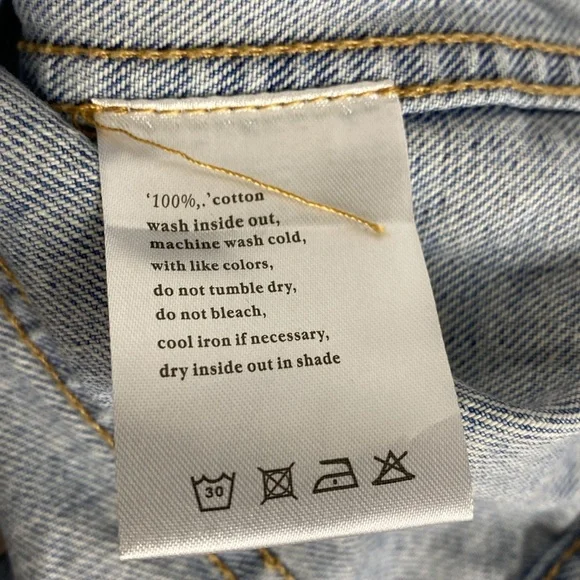 ‘100%,.’cotton
wash inside out,
machine wash cold,
with like colors,
do not tumble dry,
do not bleach,
cool iron if necessary,
dry inside out in shade
30